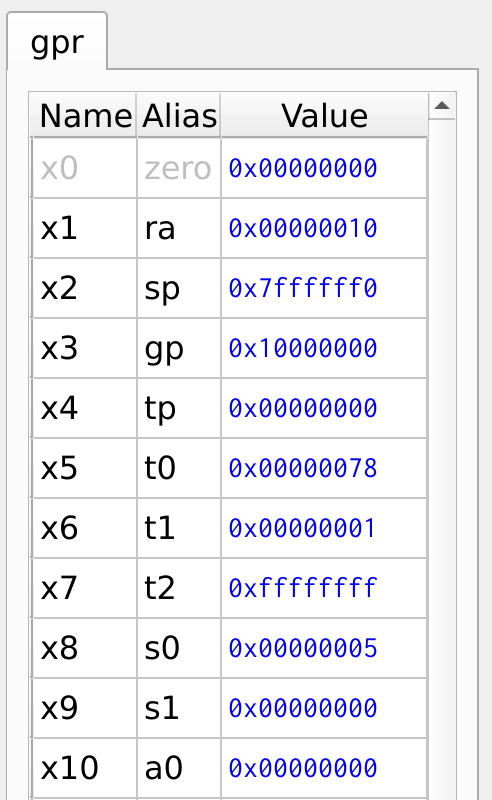 gpr
Name Alias Value
x0 zero 0x00000000
x1 ra 0x00000010
x2 sp 0x7ffffff0
x3 gp 0x10000000
x4 tp 0x00000000
x5 t0 0x00000078
x6 t1 0x00000001
x7 t2 0xffffffff
x8 s0 0x00000005
x9 s1 0x00000000
x10 a0 0x00000000